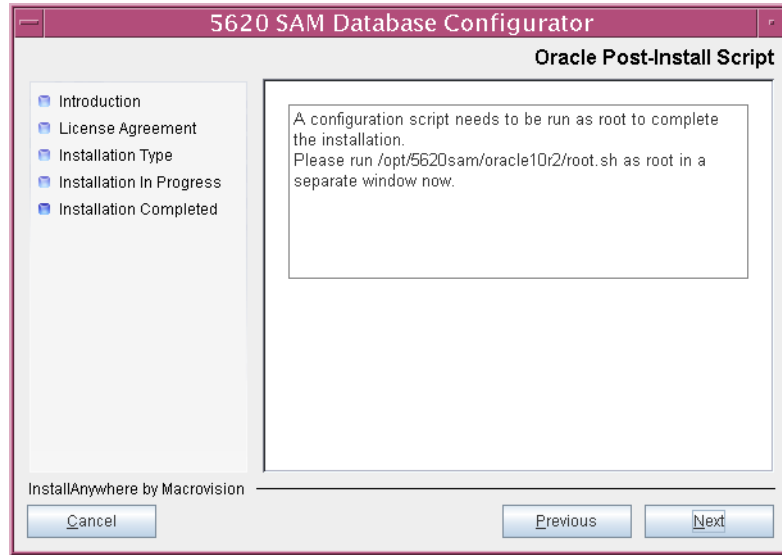 5620 SAM Database Configurator
Oracle Post-Install Script
Introduction
License Agreement
Installation Type
Installation In Progress
Installation Completed
A configuration script needs to be run as root to complete
the installation.
Please run /opt/5620sam/oracle10r2/root.sh as root in a
separate window now.
InstallAnywhere by Macrovision
Cancel
Previous
Next